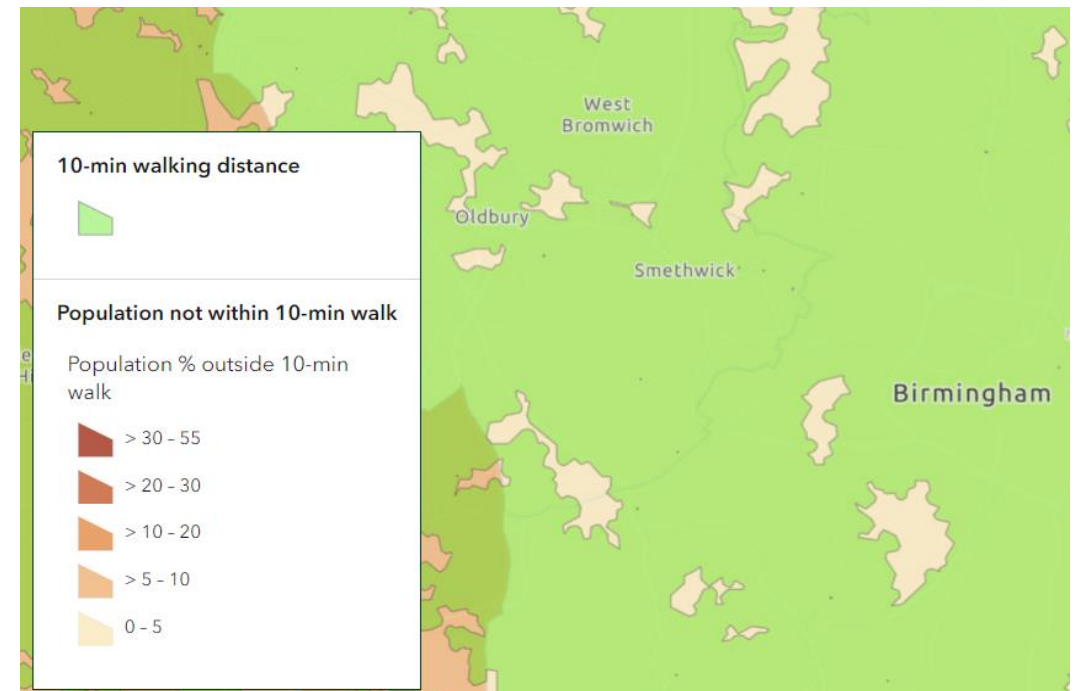 West
Bromwich
10-min walking distance
Oldbury
Smethwick
Population not within 10-min walk
Population % outside 10-min
walk
Birmingham
> 30 - 55
> 20 - 30
> 10 - 20
> 5 - 10
0 - 5